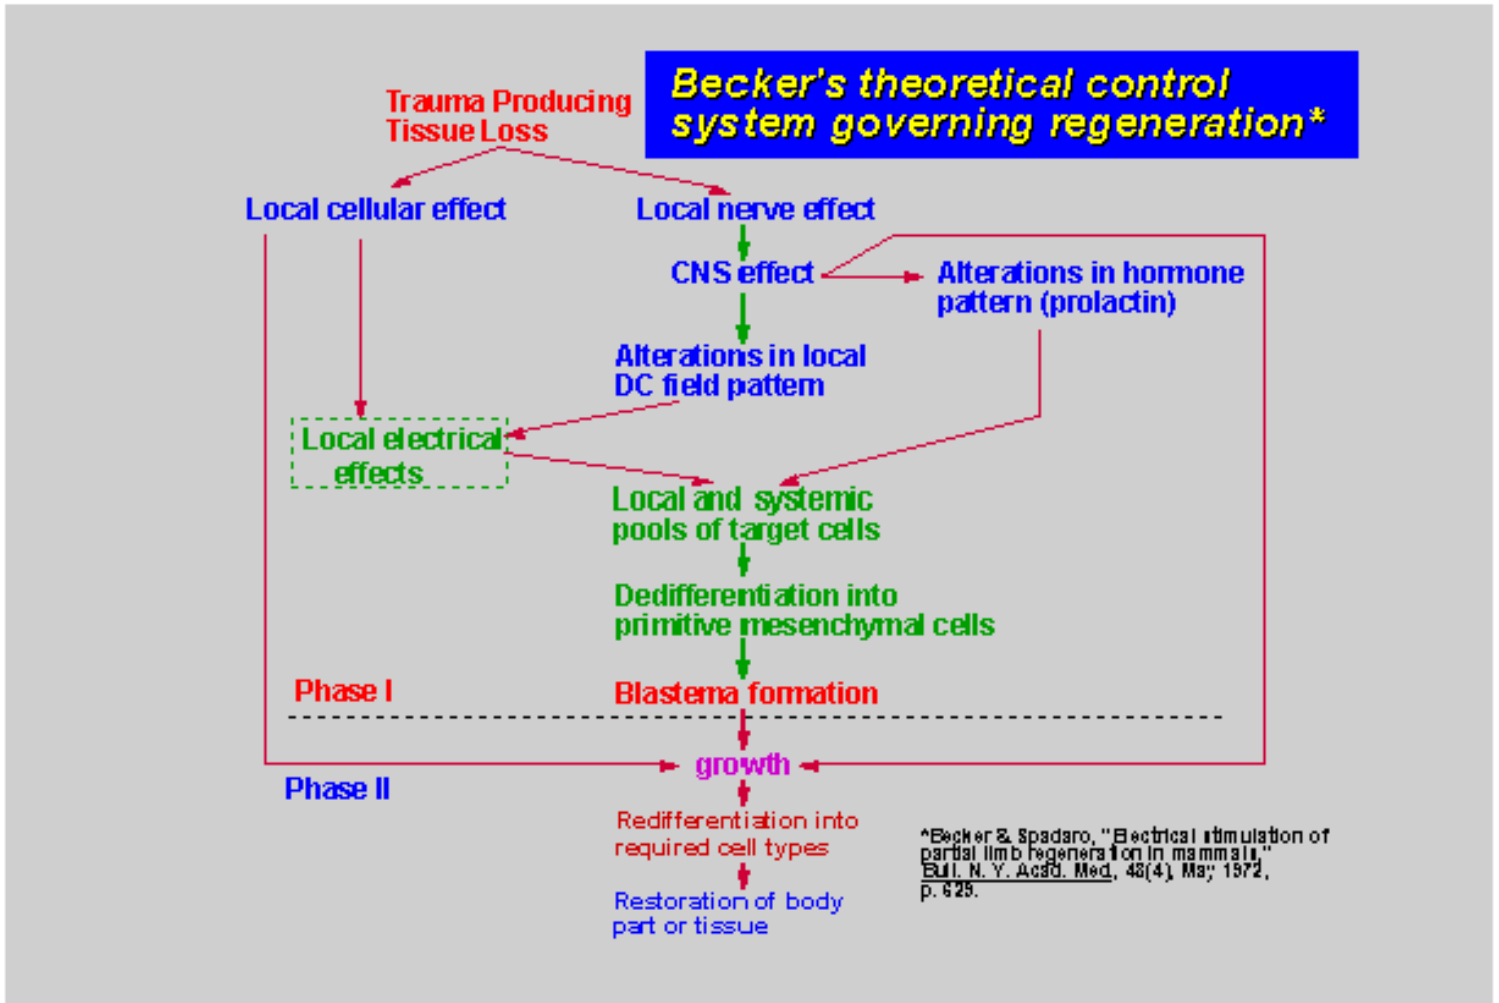 Becker's theoretical control
system governing regeneration*
Trauma Producing
Tissue Loss
Local cellular effect
Local nerve effect
CNS effect
Alterations in hormone
pattern (prolactin)
Alterations in local
DC field pattern
Local electrical
effects
Local and systemic
pools of target cells
Dedifferentiation into
primitive mesenchymal cells
Phase I
Blastema formation
growth
Phase II
Redifferentiation into
required cell types
Restoration of body
part or tissue
*Becker & Spadaro, "Electrical stimulation of
partial limb regeneration in mammals,"
Bull. N. Y. Acad. Med, 48(4), May 1972,
p. 629.